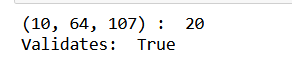 (10, 64, 107) :  20
Validates:  True